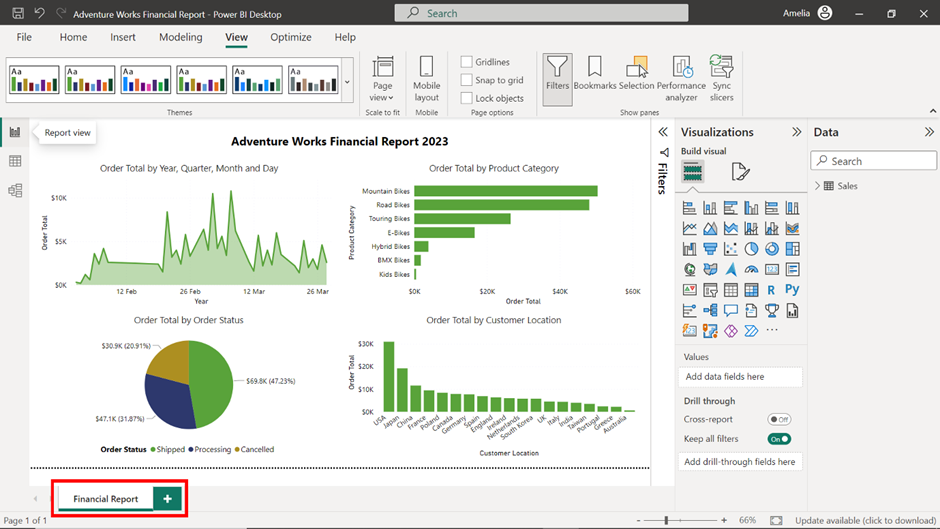 Adventure Works Financial Report - Power BI Desktop
Search
Amelia
File Home Insert Modeling View Optimize Help
Aa Aa Aa Aa Aa Aa
Page view
Mobile layout
Gridlines
Snap to grid
Lock objects
Filters
Bookmarks
Selection
Performance analyzer
Sync slicers
Themes
Scale to fit
Mobile
Page options
Show panes
Report view
Adventure Works Financial Report 2023
Order Total by Year, Quarter, Month and Day
Order Total
$10K
$5K
$0K
12 Feb 26 Feb 12 Mar 26 Mar
Year
Order Total by Product Category
Product Category
Mountain Bikes
Road Bikes
Touring Bikes
E-Bikes
Hybrid Bikes
BMX Bikes
Kids Bikes
$0K $20K $40K $60K
Order Total
Order Total by Order Status
$30.9K (20.91%)
$69.8K (47.23%)
$47.1K (31.87%)
Order Status Shipped Processing Cancelled
Order Total by Customer Location
Order Total
$30K
$20K
$10K
$0K
USA Japan China France Poland Canada Germany Spain England Ireland Netherlands South Korea UK Italy India Taiwan Portugal Greece Australia
Customer Location
Filters
Visualizations
Build visual
R Py
Values
Add data fields here
Drill through
Cross-report
Off
Keep all filters
On
Add drill-through fields here
Data
Search
Sales
Financial Report
+
Page 1 of 1
- + 66%
Update available (click to download)